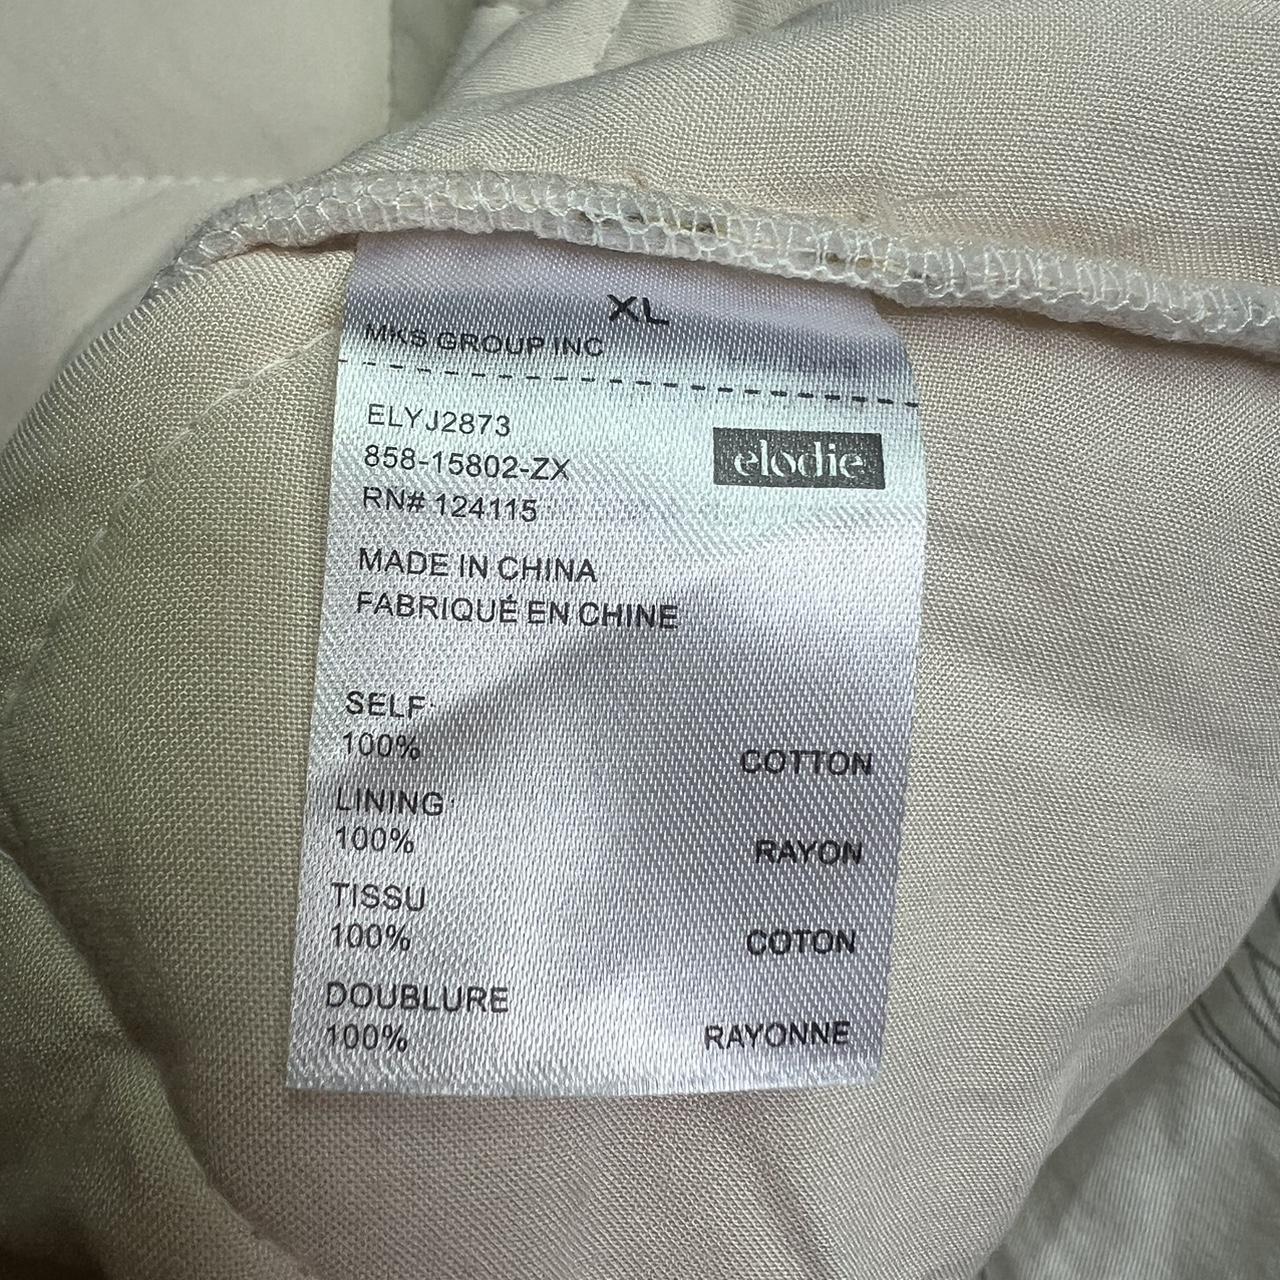 XL
MKS GROUP INC
ELYJ2873
858-15802-ZX
RN# 124115
elodie
MADE IN CHINA
FABRIQUÉ EN CHINE
SELF:
100% COTTON
LINING:
100% RAYON
TISSU
100% COTON
DOUBLURE
100% RAYONNE